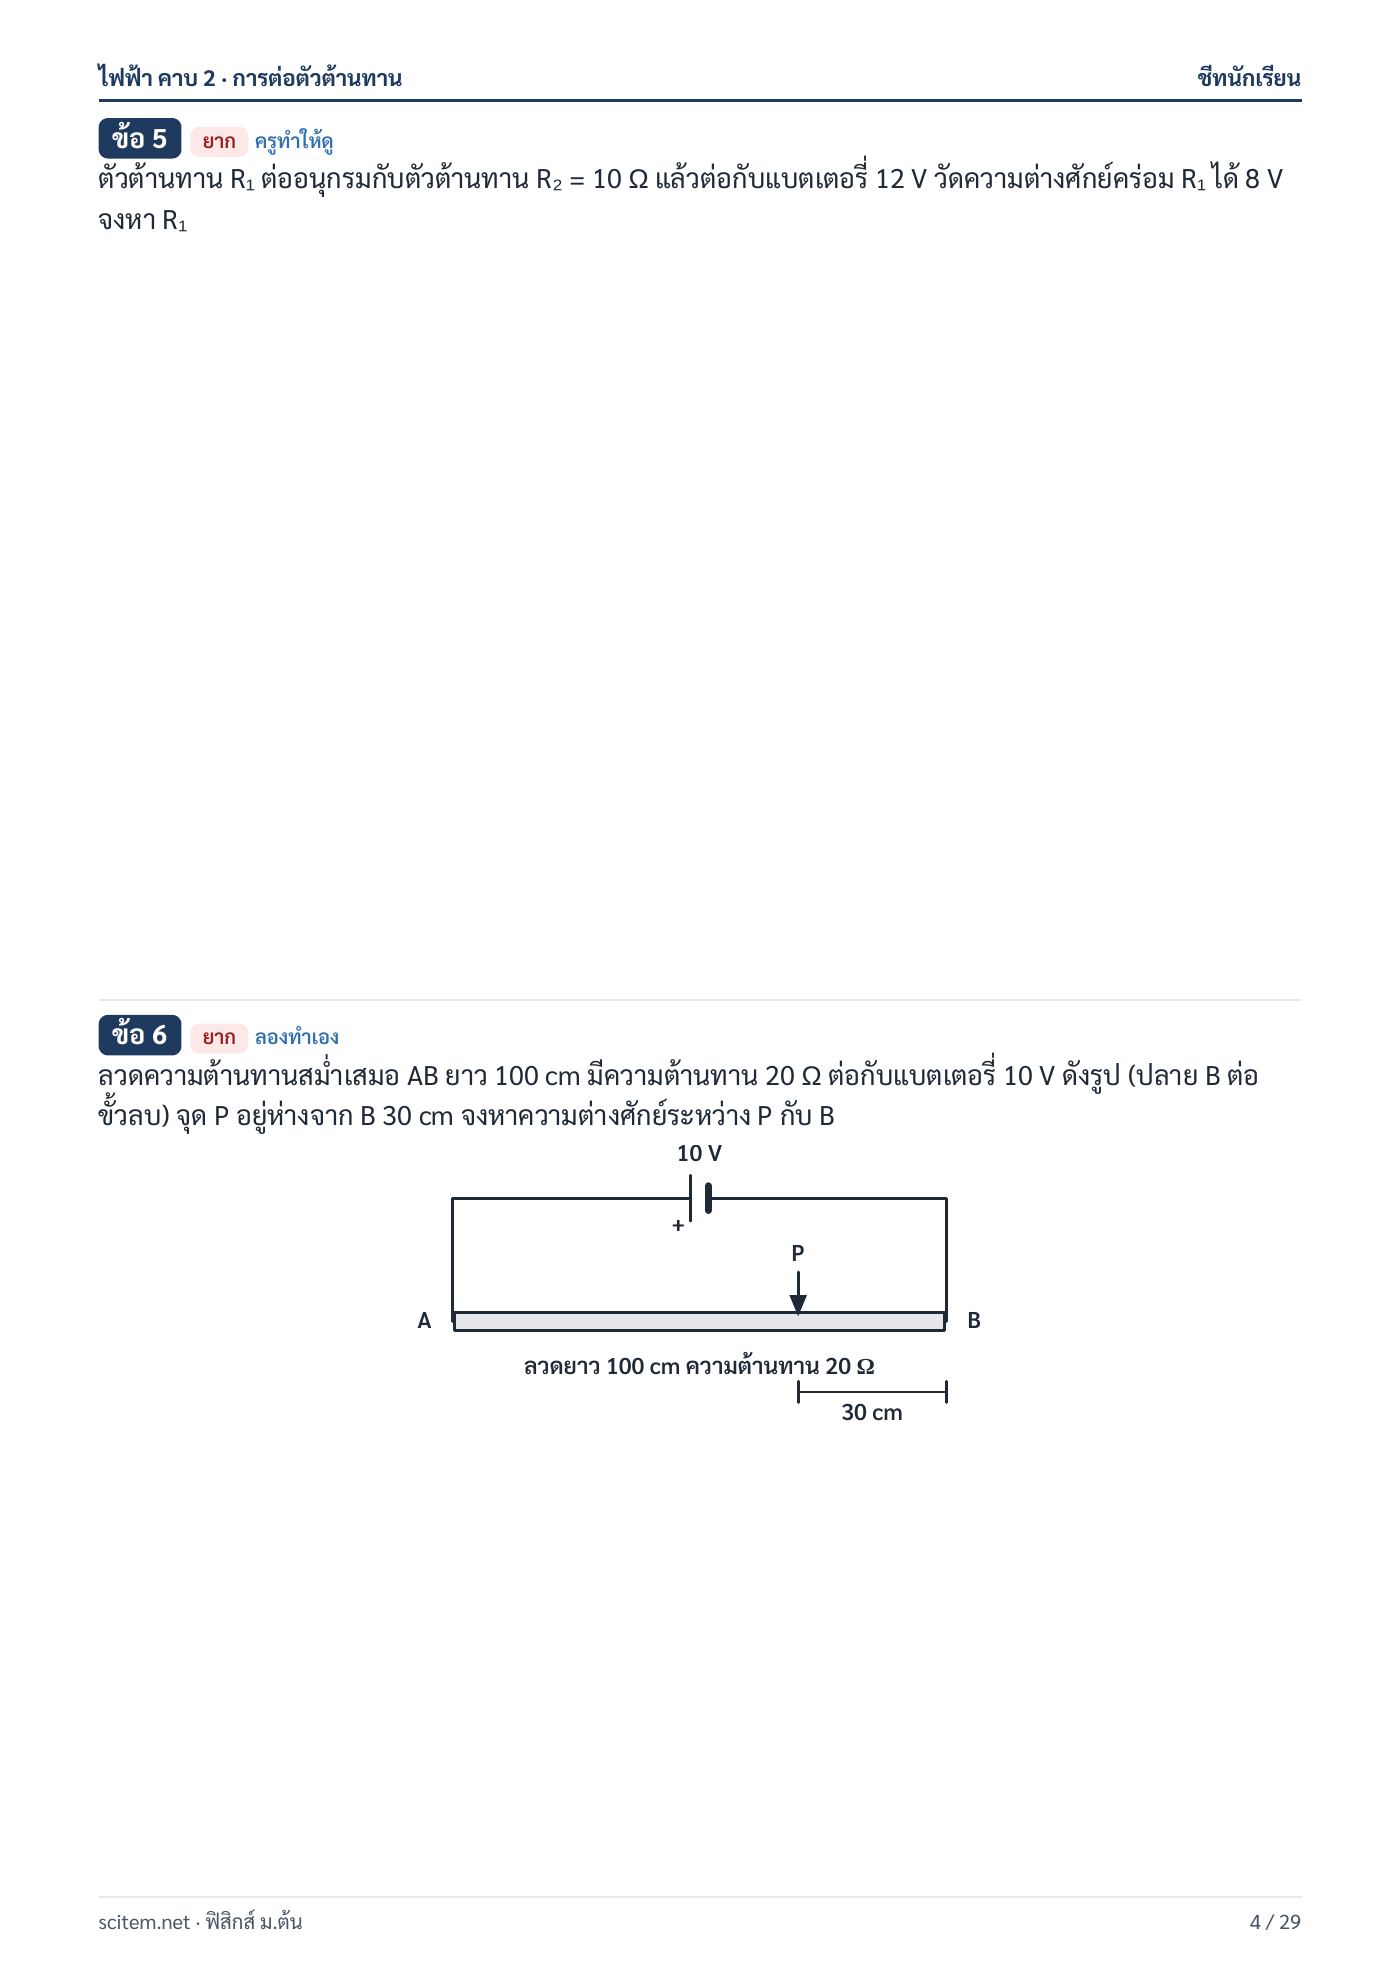 ไฟฟ้า คาบ 2 · การต่อตัวต้านทาน
ชีทนักเรียน
ข้อ 5 ยาก ครูทำให้ดู
ตัวต้านทาน R₁ ต่ออนุกรมกับตัวต้านทาน R₂ = 10 Ω แล้วต่อกับแบตเตอรี่ 12 V วัดความต่างศักย์คร่อม R₁ ได้ 8 V
จงหา R₁
ข้อ 6 ยาก ลองทำเอง
ลวดความต้านทานสม่ำเสมอ AB ยาว 100 cm มีความต้านทาน 20 Ω ต่อกับแบตเตอรี่ 10 V ดังรูป (ปลาย B ต่อ
ขั้วลบ) จุด P อยู่ห่างจาก B 30 cm จงหาความต่างศักย์ระหว่าง P กับ B
10 V
+
P
A
B
ลวดยาว 100 cm ความต้านทาน 20 Ω
30 cm
scitem.net · ฟิสิกส์ ม.ต้น
4 / 29